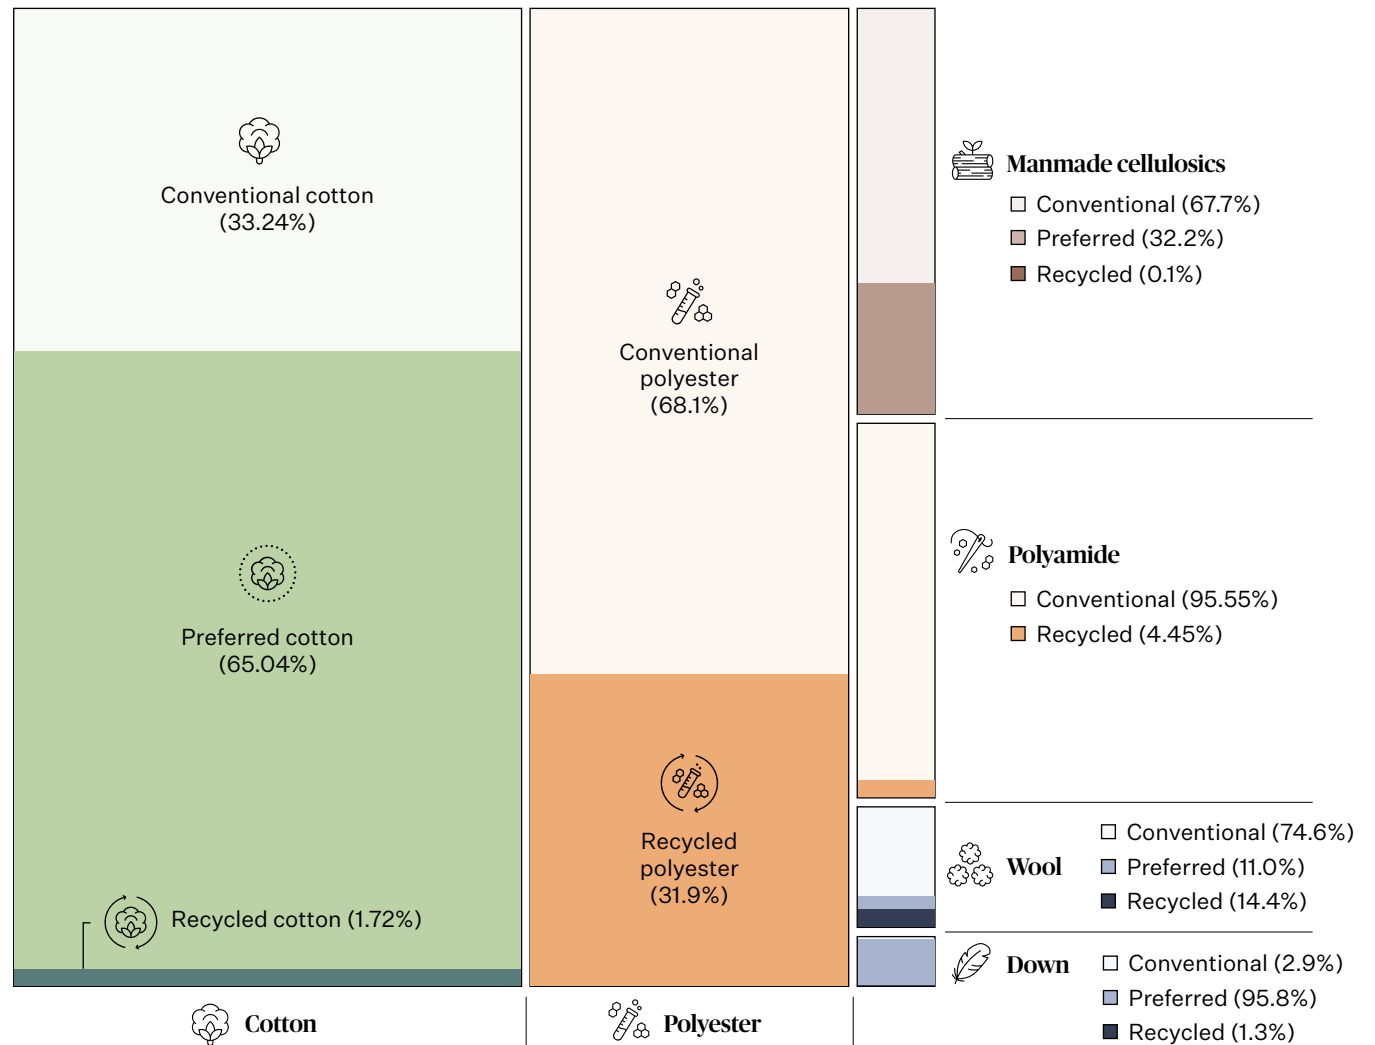 Conventional cotton
(33.24%)
Preferred cotton
(65.04%)
Recycled cotton (1.72%)
Cotton
Conventional
polyester
(68.1%)
Recycled
polyester
(31.9%)
Polyester
Manmade cellulosics
Conventional (67.7%)
Preferred (32.2%)
Recycled (0.1%)
Polyamide
Conventional (95.55%)
Recycled (4.45%)
Wool
Conventional (74.6%)
Preferred (11.0%)
Recycled (14.4%)
Down
Conventional (2.9%)
Preferred (95.8%)
Recycled (1.3%)